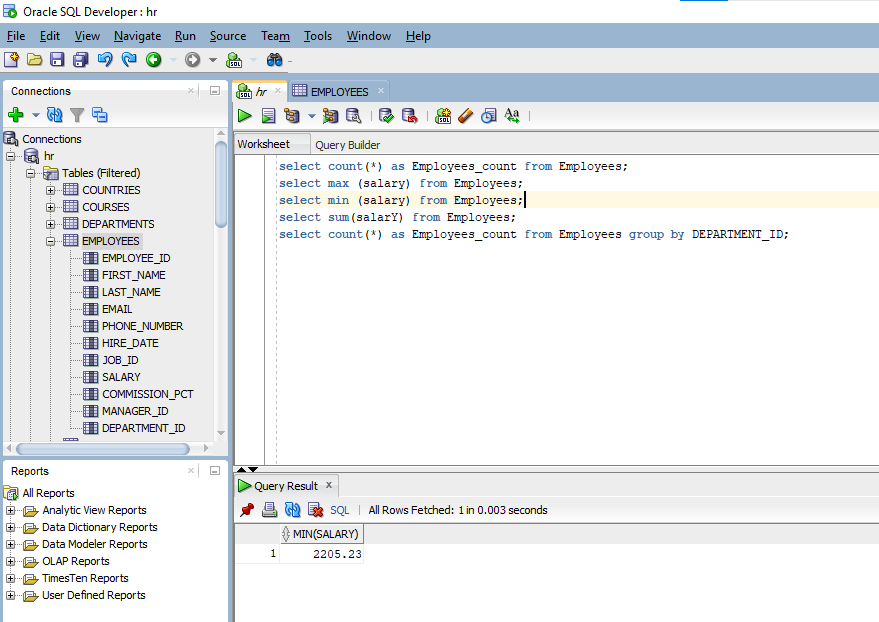 Oracle SQL Developer : hr
File Edit View Navigate Run Source Team Tools Window Help
Connections
Connections
hr
Tables (Filtered)
COUNTRIES
COURSES
DEPARTMENTS
EMPLOYEES
EMPLOYEE_ID
FIRST_NAME
LAST_NAME
EMAIL
PHONE_NUMBER
HIRE_DATE
JOB_ID
SALARY
COMMISSION_PCT
MANAGER_ID
DEPARTMENT_ID
Reports
All Reports
Analytic View Reports
Data Dictionary Reports
Data Modeler Reports
OLAP Reports
TimesTen Reports
User Defined Reports
hr EMPLOYEES
Aa
Worksheet Query Builder
select count(*) as Employees_count from Employees;
select max (salary) from Employees;
select min (salary) from Employees;
select sum(salarY) from Employees;
select count(*) as Employees_count from Employees group by DEPARTMENT_ID;
Query Result x
SQL | All Rows Fetched: 1 in 0.003 seconds
MIN(SALARY)
1 2205.23